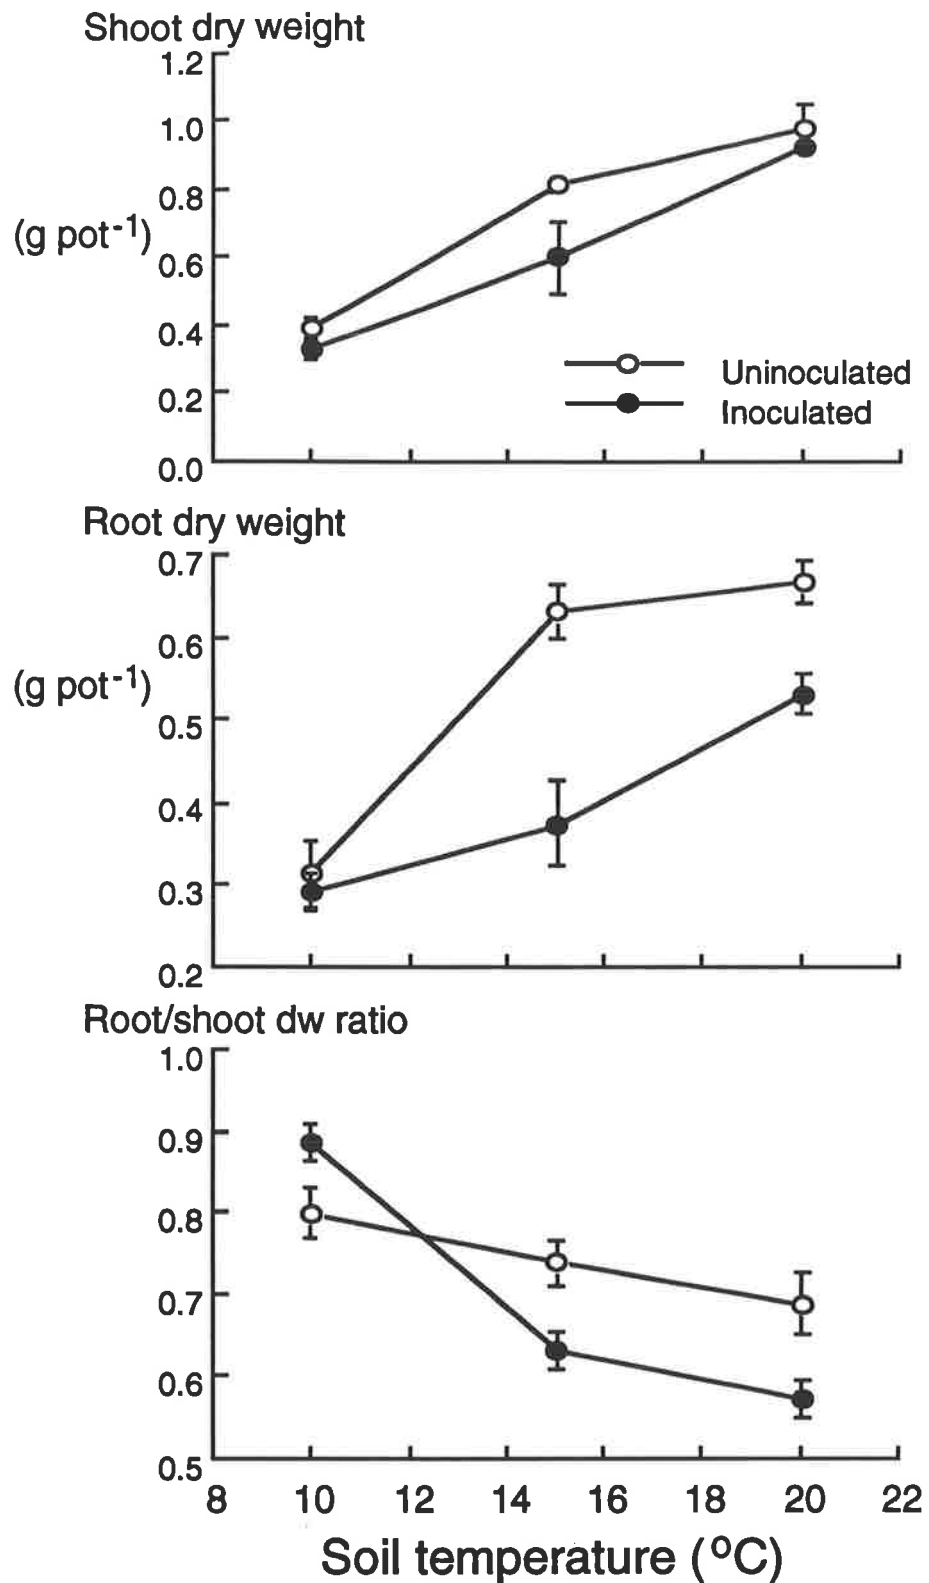 Shoot dry weight
1.2
1.0
0.8
(g pot-1)
0.6
0.4
0.2
0.0
Uninoculated
Inoculated
Root dry weight
0.7
0.6
(g pot-1)
0.5
0.4
0.3
0.2
Root/shoot dw ratio
1.0
0.9
0.8
0.7
0.6
0.5
8 10 12 14 16 18 20 22
Soil temperature (ºC)